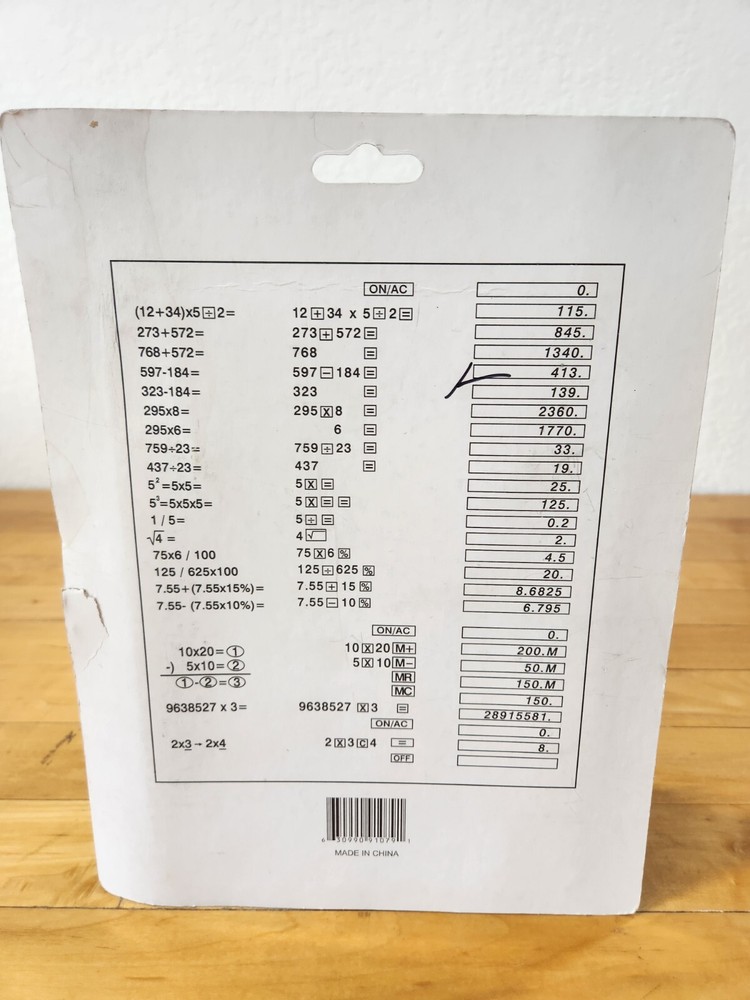 ON/AC 0.
(12+34)x5÷2= 12+34 x 5÷2= 115.
273+572= 273+572= 845.
768+572= 768 = 1340.
597-184= 597−184= 413.
323-184= 323 = 139.
295x8= 295X8 = 2360.
295x6= 6 = 1770.
759÷23= 759÷23 = 33.
437÷23= 437 = 19.
5²=5x5= 5X= 25.
5³=5x5x5= 5X== 125.
1/5= 5÷= 0.2
√4 = 4√ 2.
75x6 / 100 75X6% 4.5
125 / 625x100 125÷625% 20.
7.55+(7.55x15%)= 7.55+15% 8.6825
7.55-(7.55x10%)= 7.55−10% 6.795
ON/AC 0.
10x20=① 10X20M+ 200.M
-) 5x10=② 5X10M− 50.M
①-②=③ MR 150.M
MC 150.
9638527 x 3= 9638527 X3 = 28915581.
ON/AC 0.
2x3→2x4 2X3C4 = 8.
OFF
6 30990 91079 1
MADE IN CHINA